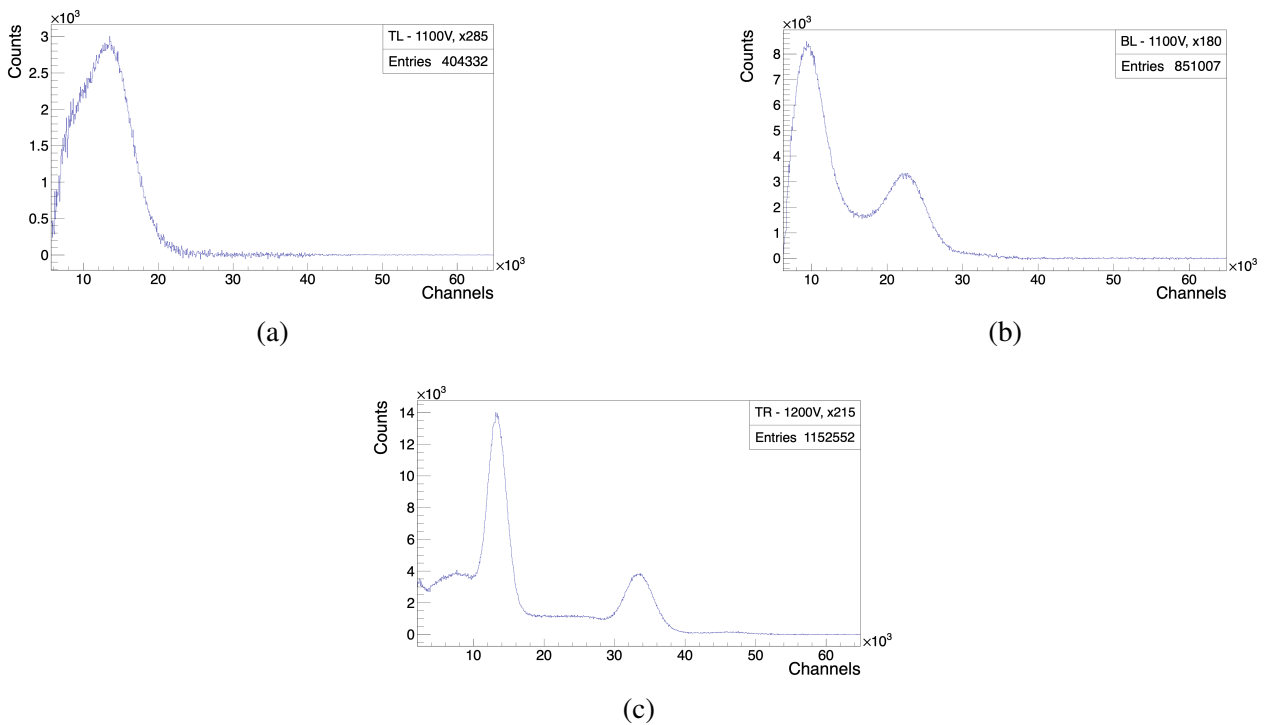 ×10³
TL - 1100V, x285
Entries 404332
Counts
3
2.5
2
1.5
1
0.5
0
10 20 30 40 50 60
×10³
Channels
(a)
×10³
BL - 1100V, x180
Entries 851007
Counts
8
7
6
5
4
3
2
1
0
10 20 30 40 50 60
×10³
Channels
(b)
×10³
TR - 1200V, x215
Entries 1152552
Counts
14
12
10
8
6
4
2
0
10 20 30 40 50 60
×10³
Channels
(c)